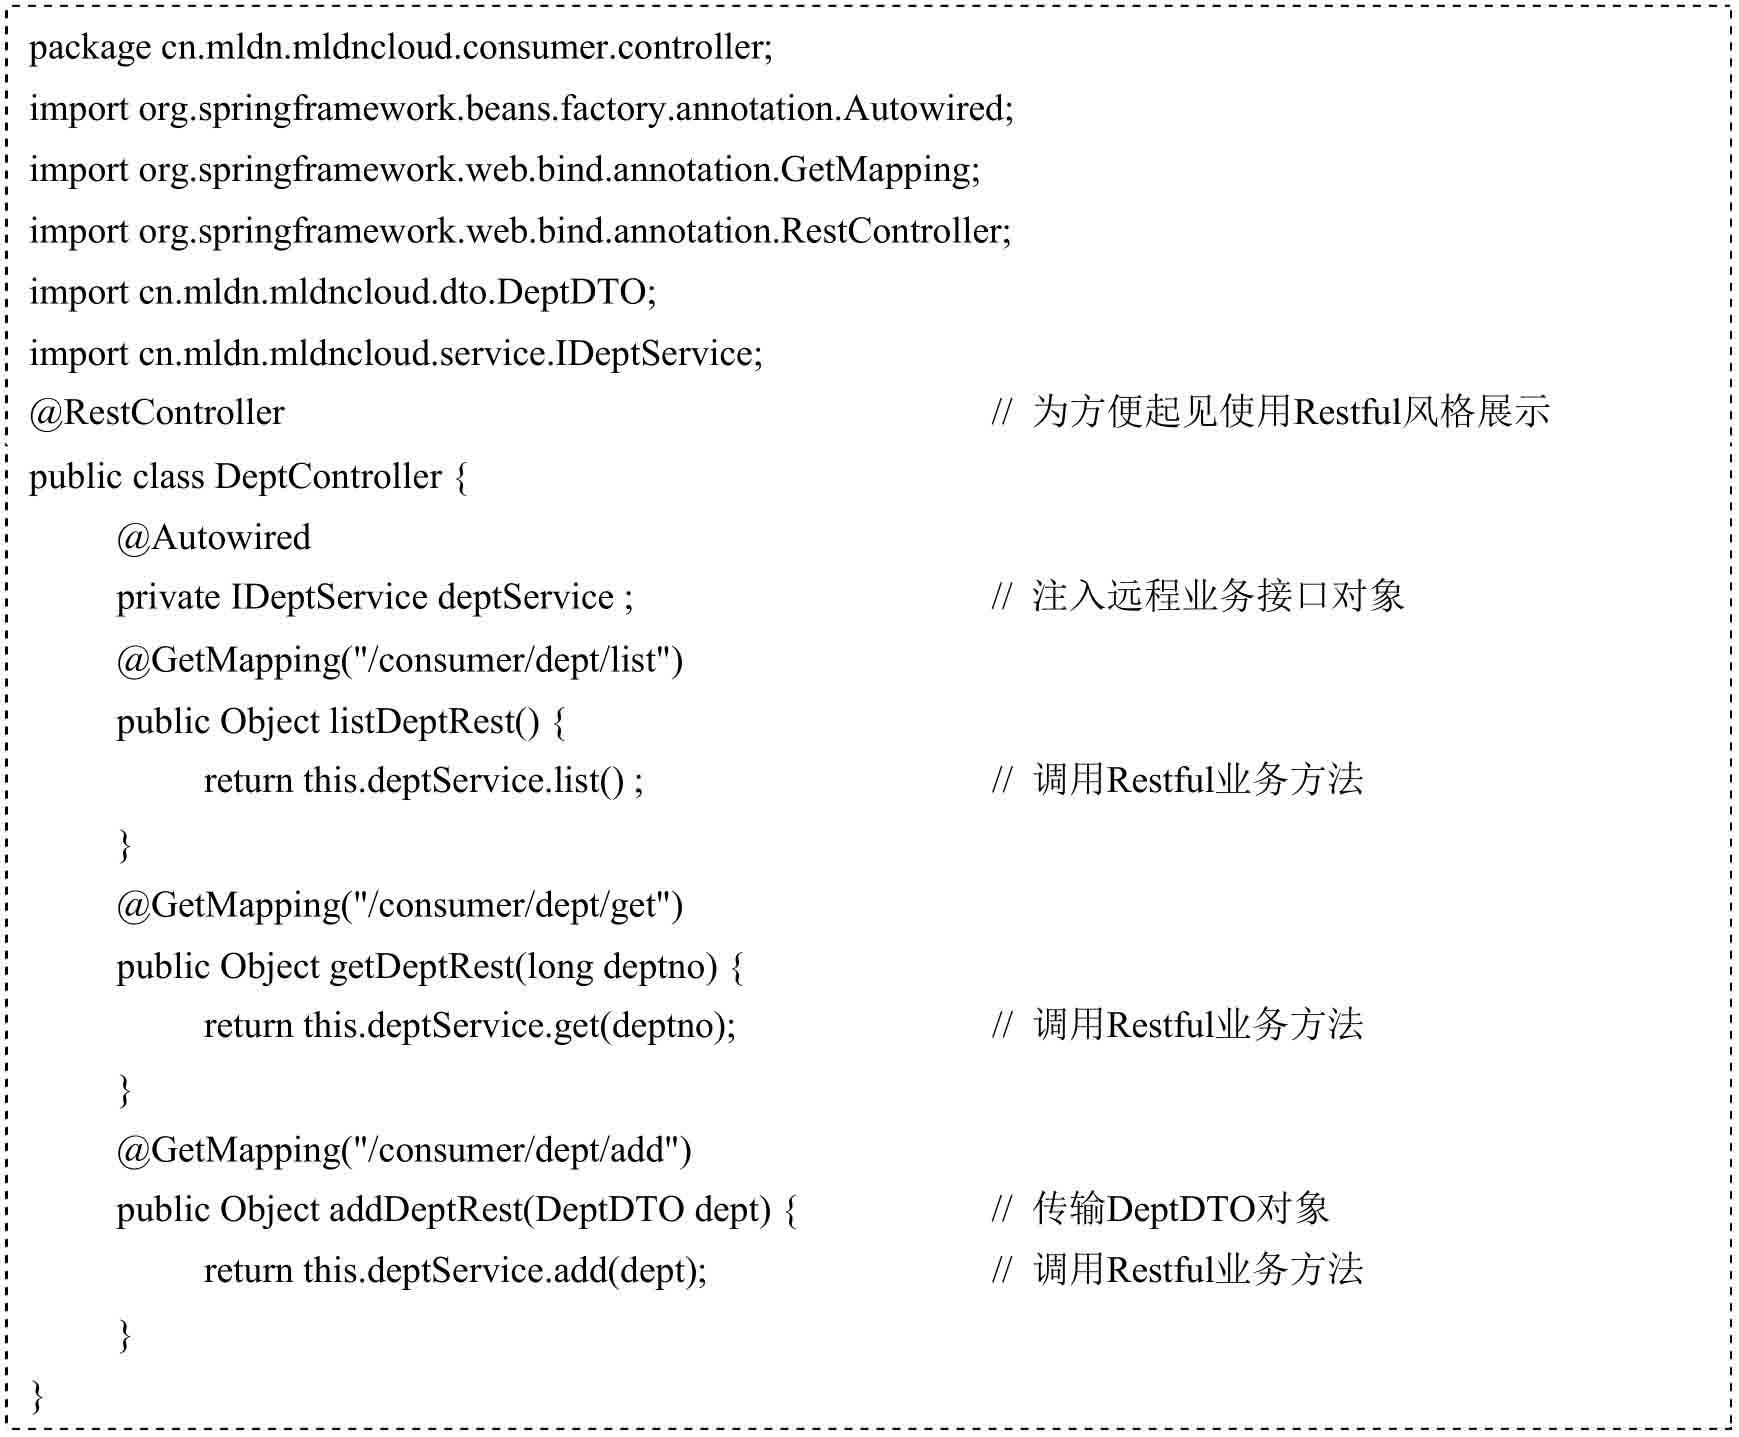 package cn.mldn.mldncloud.consumer.controller;
import org.springframework.beans.factory.annotation.Autowired;
import org.springframework.web.bind.annotation.GetMapping;
import org.springframework.web.bind.annotation.RestController;
import cn.mldn.mldncloud.dto.DeptDTO;
import cn.mldn.mldncloud.service.IDeptService;
@RestController // 为方便起见使用Restful风格展示
public class DeptController {
@Autowired
private IDeptService deptService ; // 注入远程业务接口对象
@GetMapping("/consumer/dept/list")
public Object listDeptRest() {
return this.deptService.list() ; // 调用Restful业务方法
}
@GetMapping("/consumer/dept/get")
public Object getDeptRest(long deptno) {
return this.deptService.get(deptno); // 调用Restful业务方法
}
@GetMapping("/consumer/dept/add")
public Object addDeptRest(DeptDTO dept) { // 传输DeptDTO对象
return this.deptService.add(dept); // 调用Restful业务方法
}
}